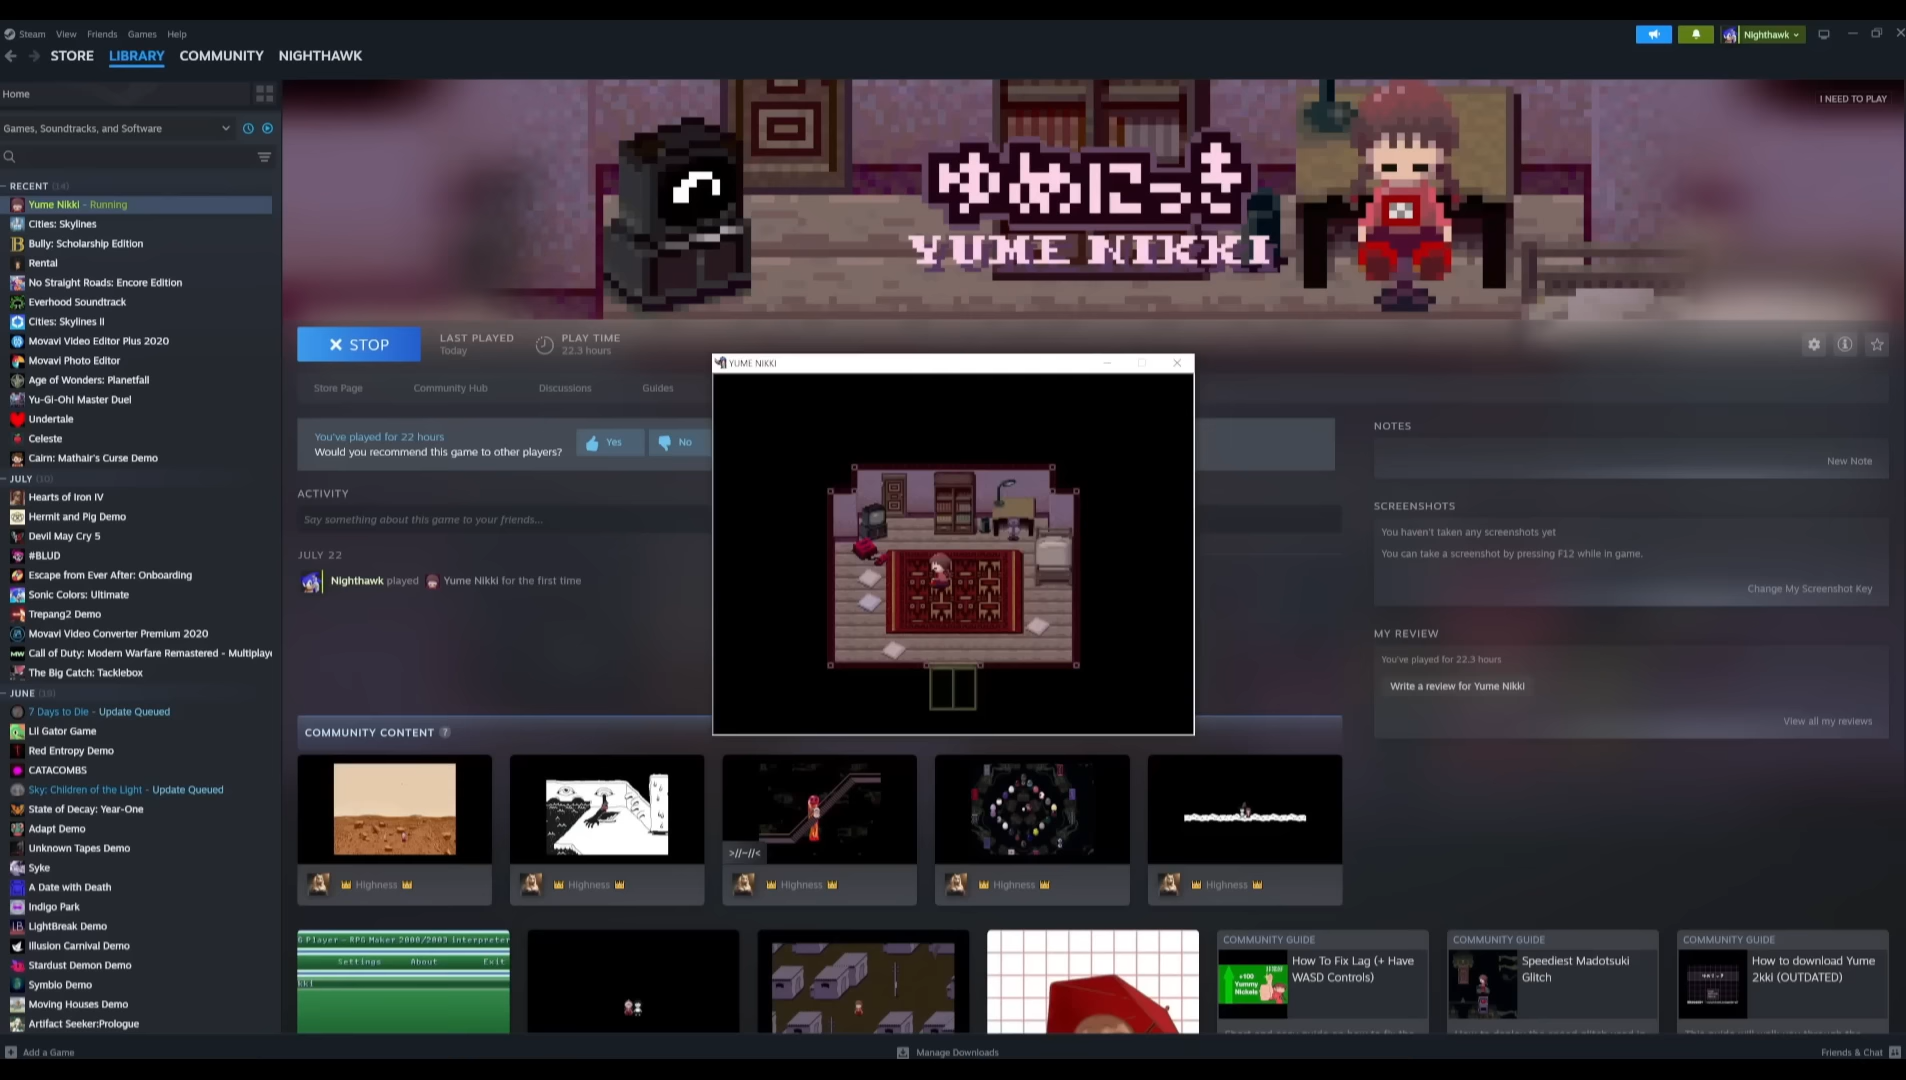 Steam View Friends Games Help
Nighthawk
STORE LIBRARY COMMUNITY NIGHTHAWK
Home
I NEED TO PLAY
Games, Soundtracks, and Software
RECENT (14)
Yume Nikki - Running
Cities: Skylines
Bully: Scholarship Edition
Rental
No Straight Roads: Encore Edition
Everhood Soundtrack
Cities: Skylines II
Movavi Video Editor Plus 2020
Movavi Photo Editor
Age of Wonders: Planetfall
Yu-Gi-Oh! Master Duel
Undertale
Celeste
Cairn: Mathair's Curse Demo
JULY (10)
Hearts of Iron IV
Hermit and Pig Demo
Devil May Cry 5
#BLUD
Escape from Ever After: Onboarding
Sonic Colors: Ultimate
Trepang2 Demo
Movavi Video Converter Premium 2020
Call of Duty: Modern Warfare Remastered - Multiplaye
The Big Catch: Tacklebox
JUNE (19)
7 Days to Die - Update Queued
Lil Gator Game
Red Entropy Demo
CATACOMBS
Sky: Children of the Light - Update Queued
State of Decay: Year-One
Adapt Demo
Unknown Tapes Demo
Syke
A Date with Death
Indigo Park
LightBreak Demo
Illusion Carnival Demo
Stardust Demon Demo
Symbio Demo
Moving Houses Demo
Artifact Seeker:Prologue
ゆめにっき
YUME NIKKI
STOP
LAST PLAYED
Today
PLAY TIME
22.3 hours
Store Page Community Hub Discussions Guides
You've played for 22 hours
Would you recommend this game to other players?
Yes No
ACTIVITY
Say something about this game to your friends...
JULY 22
Nighthawk played Yume Nikki for the first time
YUME NIKKI
NOTES
New Note
SCREENSHOTS
You haven't taken any screenshots yet
You can take a screenshot by pressing F12 while in game.
Change My Screenshot Key
MY REVIEW
You've played for 22.3 hours
Write a review for Yume Nikki
View all my reviews
COMMUNITY CONTENT ?
>//-//<
Highness Highness Highness Highness Highness
Player - RPG Maker 2000/2003 interpreter
Settings About Exit
COMMUNITY GUIDE
How To Fix Lag (+ Have
WASD Controls)
+100
Yummy
Nickels
COMMUNITY GUIDE
Speediest Madotsuki
Glitch
COMMUNITY GUIDE
How to download Yume
2kki (OUTDATED)
Add a Game
Manage Downloads
Friends & Chat